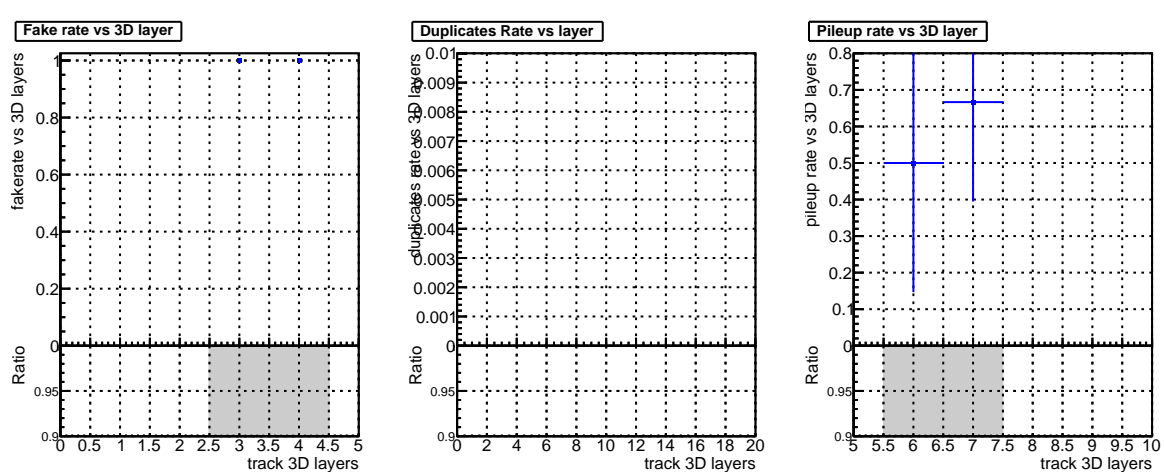 Fake rate vs 3D layer
fakerate vs 3D layers
1
0.8
0.6
0.4
0.2
0
Ratio
0.95
0.9
0 0.5 1 1.5 2 2.5 3 3.5 4 4.5 5
track 3D layers
Duplicates Rate vs layer
duplicates rate vs 3D layers
0.01
0.009
0.008
0.007
0.006
0.005
0.004
0.003
0.002
0.001
0
Ratio
0.95
0.9
0 2 4 6 8 10 12 14 16 18 20
track 3D layers
Pileup rate vs 3D layer
pileup rate vs 3D layers
0.8
0.7
0.6
0.5
0.4
0.3
0.2
0.1
0
Ratio
0.95
0.9
5 5.5 6 6.5 7 7.5 8 8.5 9 9.5 10
track 3D layers